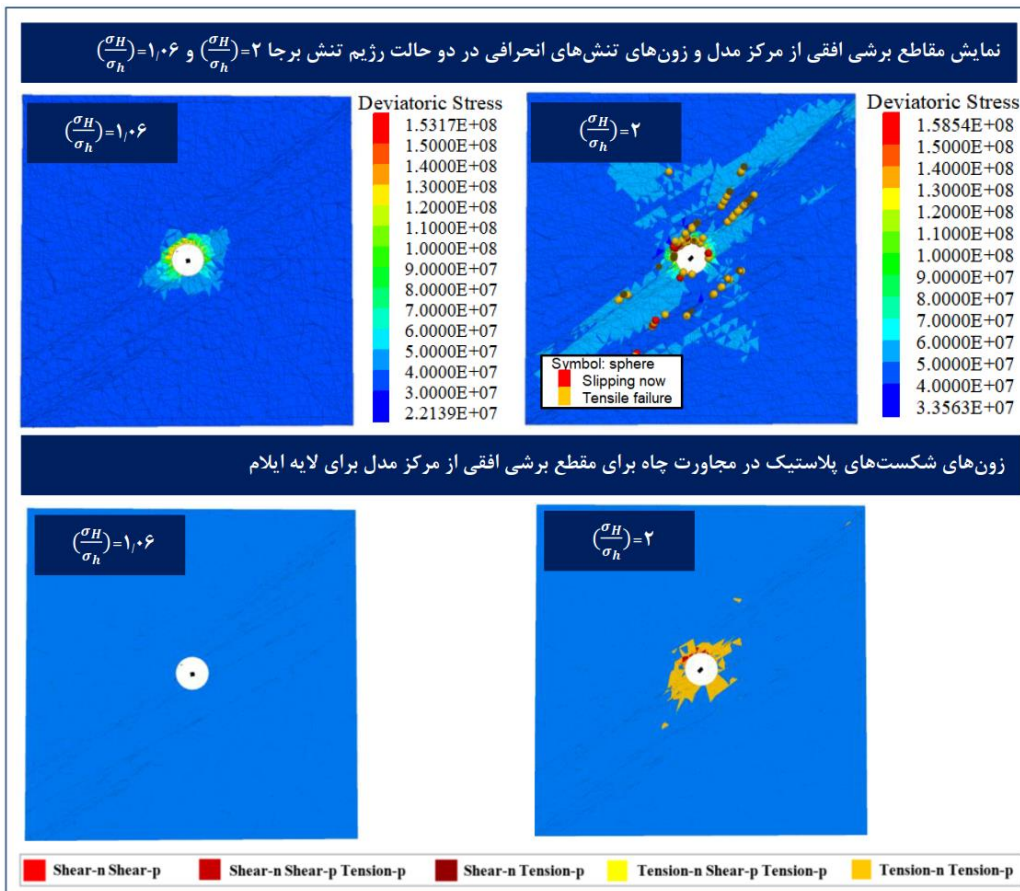 نمایش مقاطع برشی افقی از مرکز مدل و زون‌های تنش‌های انحرافی در دو حالت رژیم تنش برجا ۲=(σH/σh) و ۱٫۰۶=(σH/σh)
(σH/σh)=۱٫۰۶
Deviatoric Stress
1.5317E+08
1.5000E+08
1.4000E+08
1.3000E+08
1.2000E+08
1.1000E+08
1.0000E+08
9.0000E+07
8.0000E+07
7.0000E+07
6.0000E+07
5.0000E+07
4.0000E+07
3.0000E+07
2.2139E+07
(σH/σh)=۲
Symbol: sphere
Slipping now
Tensile failure
Deviatoric Stress
1.5854E+08
1.5000E+08
1.4000E+08
1.3000E+08
1.2000E+08
1.1000E+08
1.0000E+08
9.0000E+07
8.0000E+07
7.0000E+07
6.0000E+07
5.0000E+07
4.0000E+07
3.3563E+07
زون‌های شکست‌های پلاستیک در مجاورت چاه برای مقطع برشی افقی از مرکز مدل برای لایه ایلام
(σH/σh)=۱٫۰۶
(σH/σh)=۲
Shear-n Shear-p
Shear-n Shear-p Tension-p
Shear-n Tension-p
Tension-n Shear-p Tension-p
Tension-n Tension-p